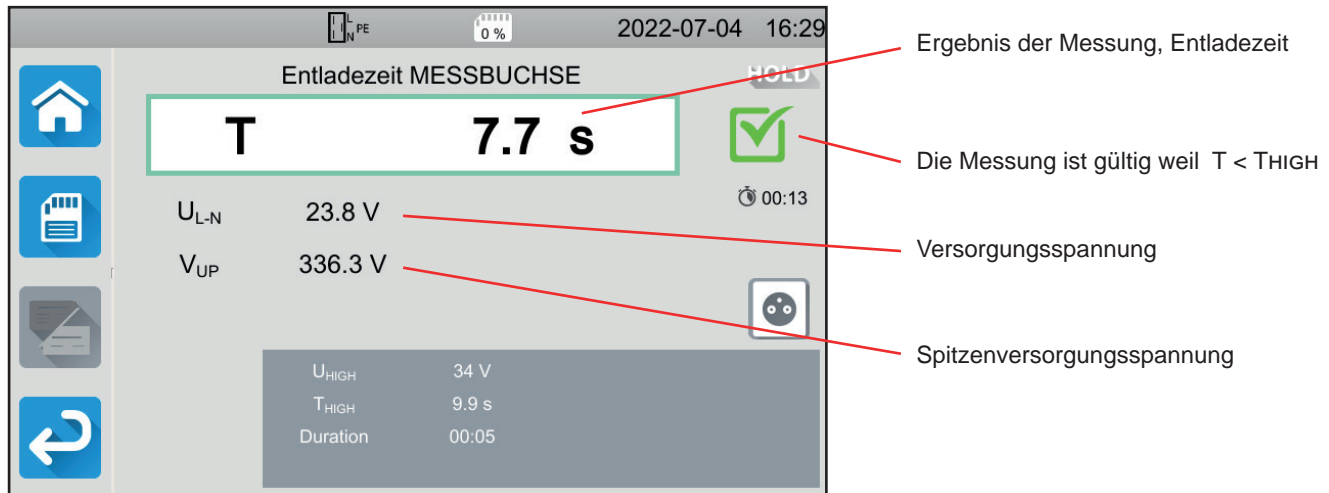 L N PE 0 % 2022-07-04 16:29
Entladezeit MESSBUCHSE HOLD
T 7.7 s
00:13
UL-N 23.8 V
VUP 336.3 V
UHIGH 34 V
THIGH 9.9 s
Duration 00:05
Ergebnis der Messung, Entladezeit
Die Messung ist gültig weil T < THIGH
Versorgungsspannung
Spitzenversorgungsspannung